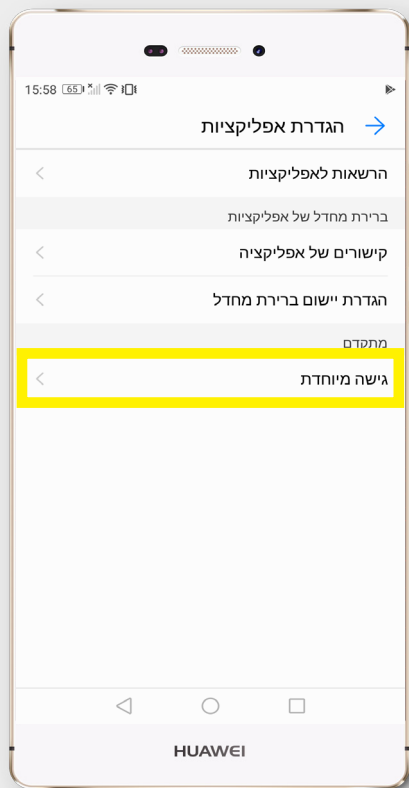 15:58 65
הגדרת אפליקציות
הרשאות לאפליקציות
ברירת מחדל של אפליקציות
קישורים של אפליקציה
הגדרת יישום ברירת מחדל
מתקדם
גישה מיוחדת
HUAWEI